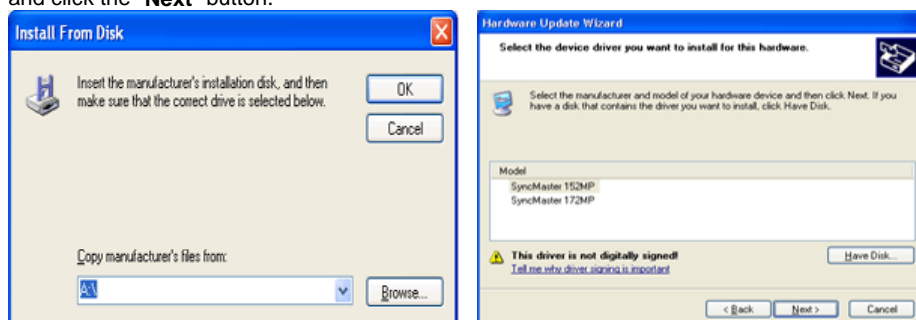 and click the "Next" button.
Install From Disk
Insert the manufacturer's installation disk, and then
make sure that the correct drive is selected below.
OK
Cancel
Copy manufacturer's files from:
A:\
Browse...
Hardware Update Wizard
Select the device driver you want to install for this hardware.
Select the manufacturer and model of your hardware device and then click Next. If you
have a disk that contains the driver you want to install, click Have Disk.
Model
SyncMaster 152MP
SyncMaster 172MP
This driver is not digitally signed!
Tell me why driver signing is important
Have Disk...
< Back
Next >
Cancel